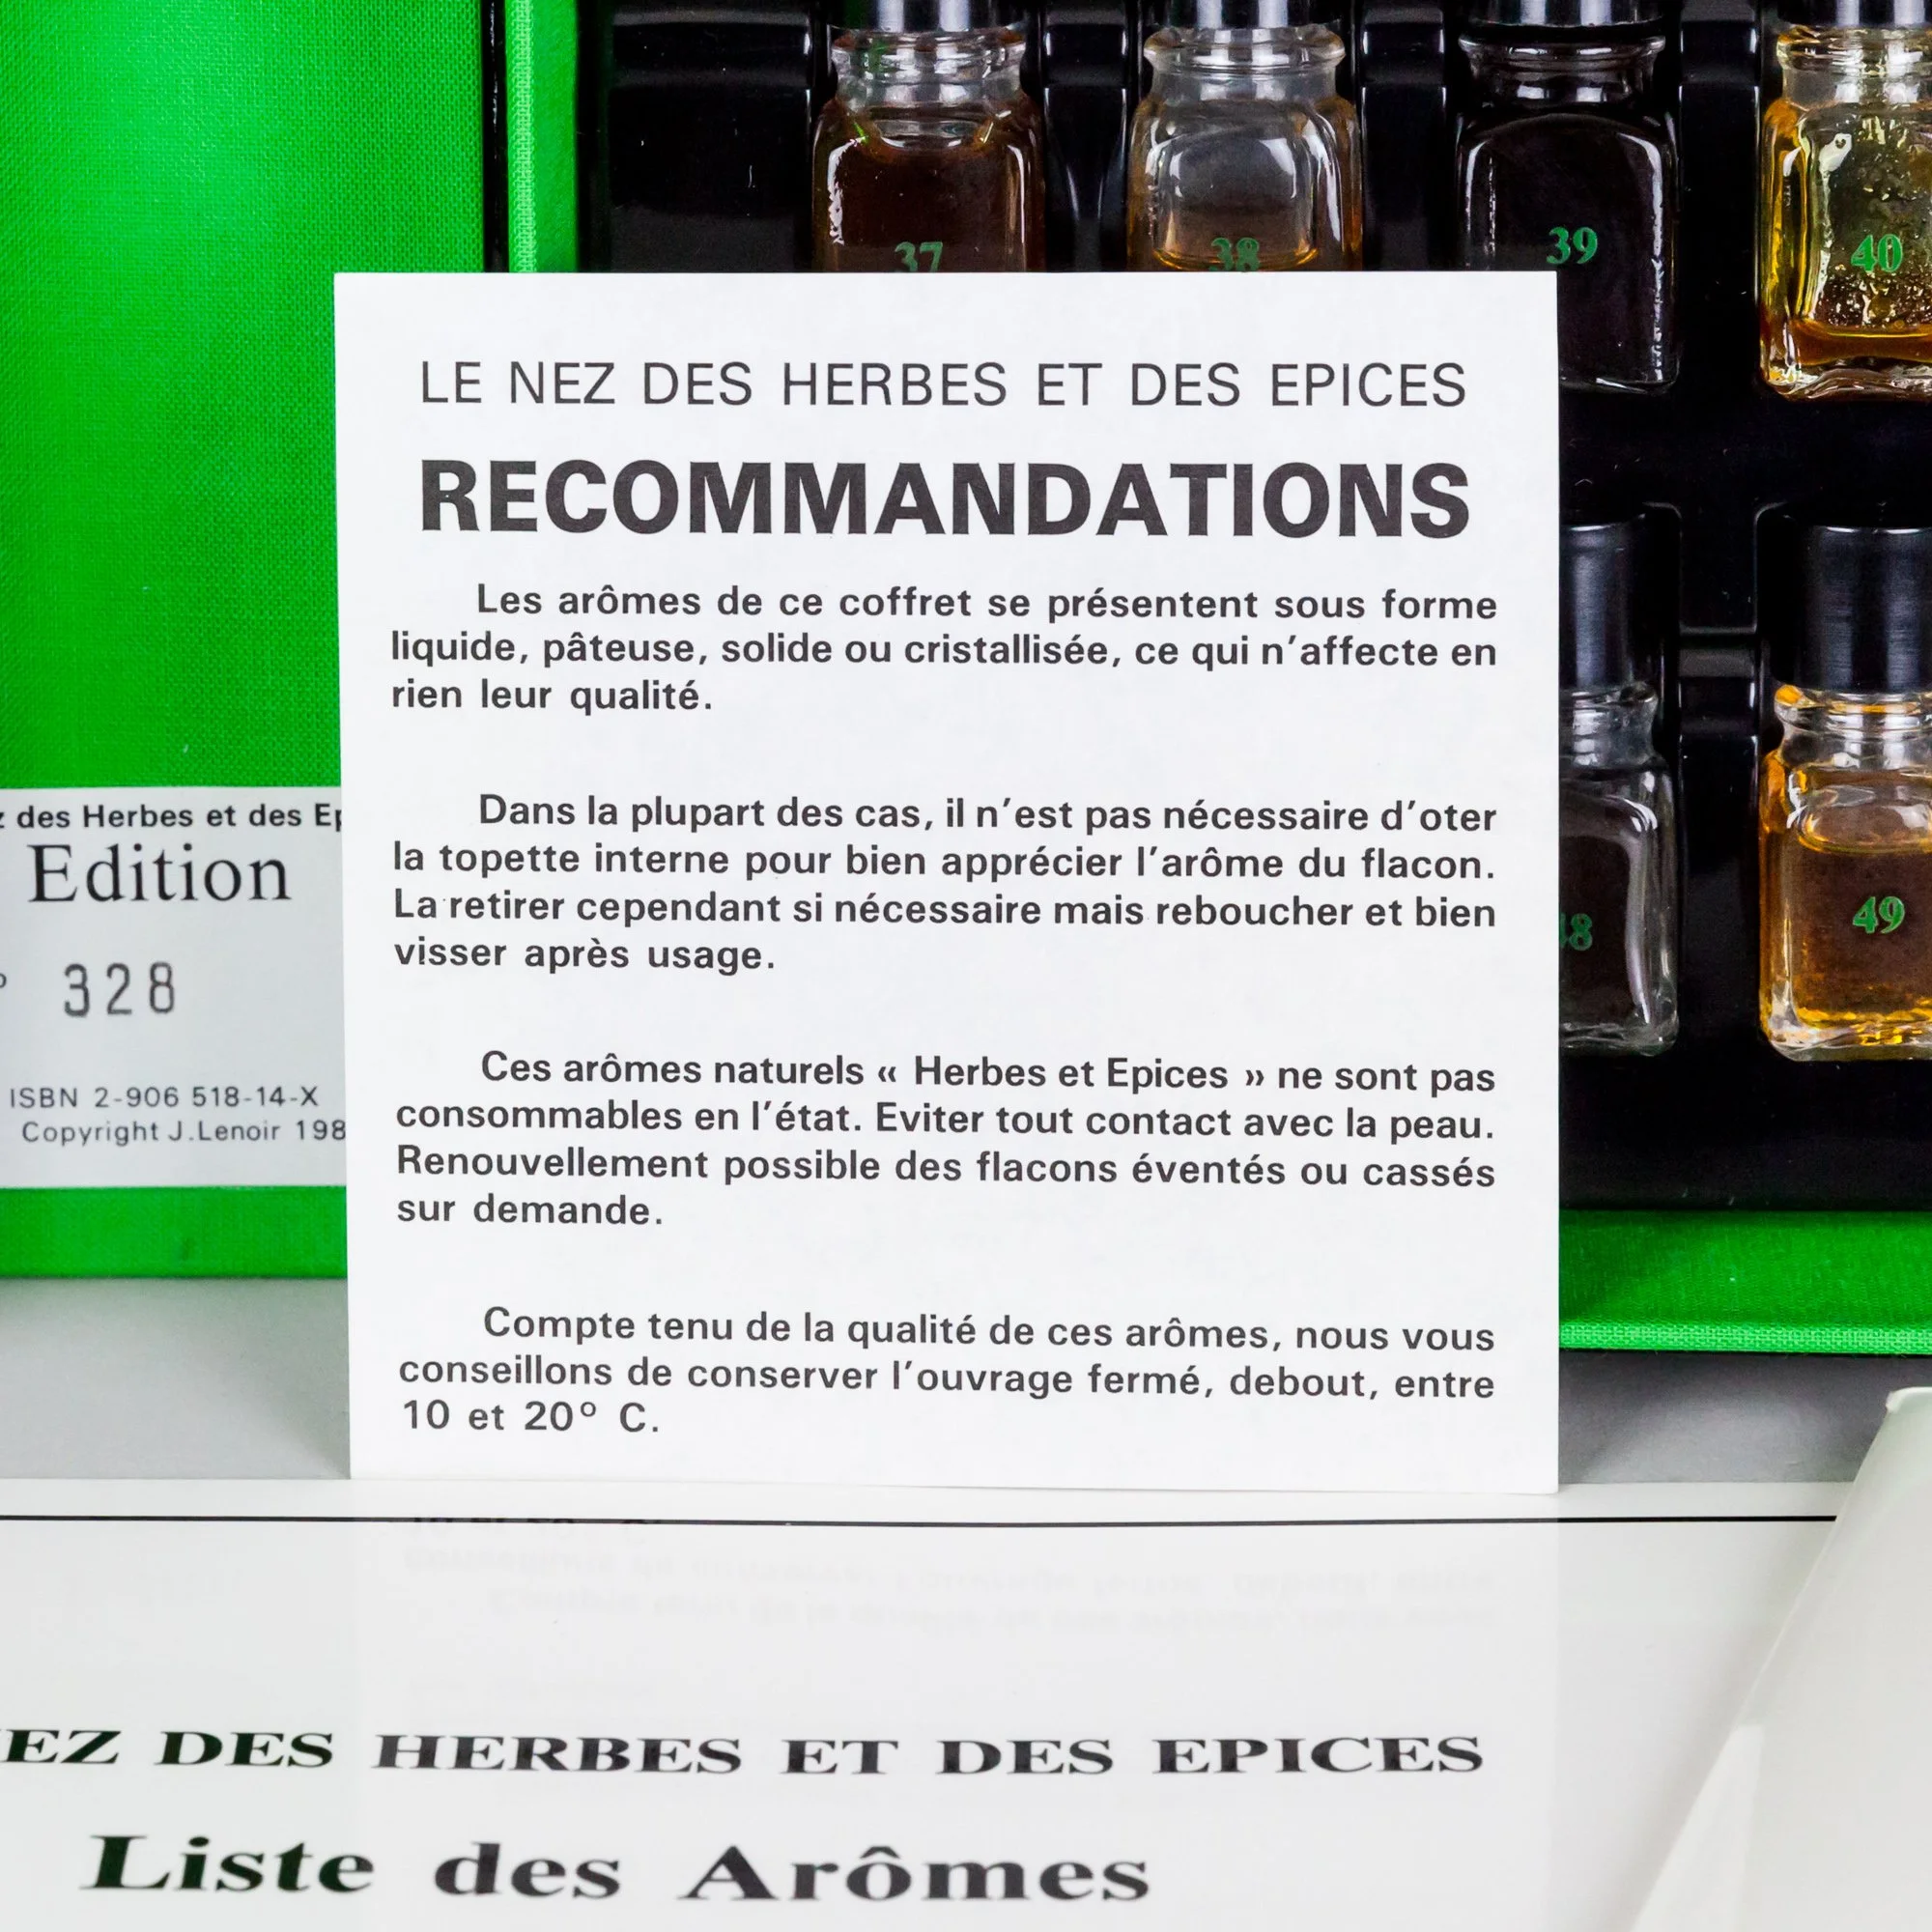 37
38
39
40
LE NEZ DES HERBES ET DES EPICES
RECOMMANDATIONS
Les arômes de ce coffret se présentent sous forme
liquide, pâteuse, solide ou cristallisée, ce qui n'affecte en
rien leur qualité.
Dans la plupart des cas, il n'est pas nécessaire d'oter
la topette interne pour bien apprécier l'arôme du flacon.
La retirer cependant si nécessaire mais reboucher et bien
visser après usage.
Ces arômes naturels « Herbes et Epices » ne sont pas
consommables en l'état. Eviter tout contact avec la peau.
Renouvellement possible des flacons éventés ou cassés
sur demande.
Compte tenu de la qualité de ces arômes, nous vous
conseillons de conserver l'ouvrage fermé, debout, entre
10 et 20° C.
des Herbes et des
Edition
328
ISBN 2-906 518-14-X
Copyright J.Lenoir 198
49
DES HERBES ET DES EPICES
Liste des Arômes